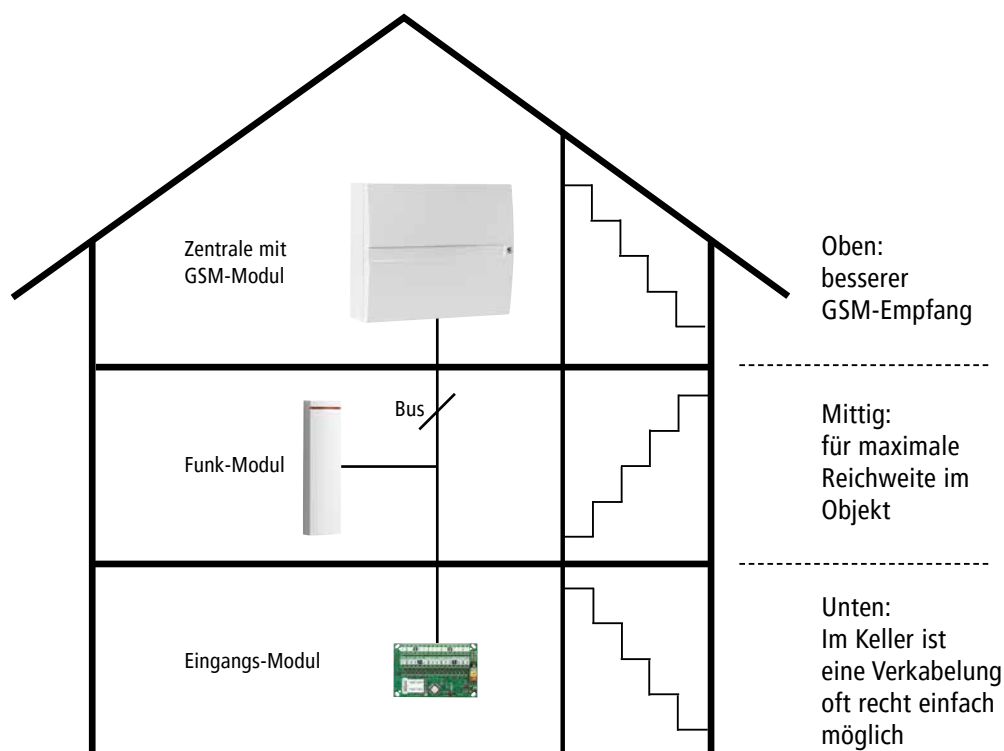 Zentrale mit
GSM-Modul
Oben:
besserer
GSM-Empfang
Bus
Funk-Modul
Mittig:
für maximale
Reichweite im
Objekt
Eingangs-Modul
Unten:
Im Keller ist
eine Verkabelung
oft recht einfach
möglich